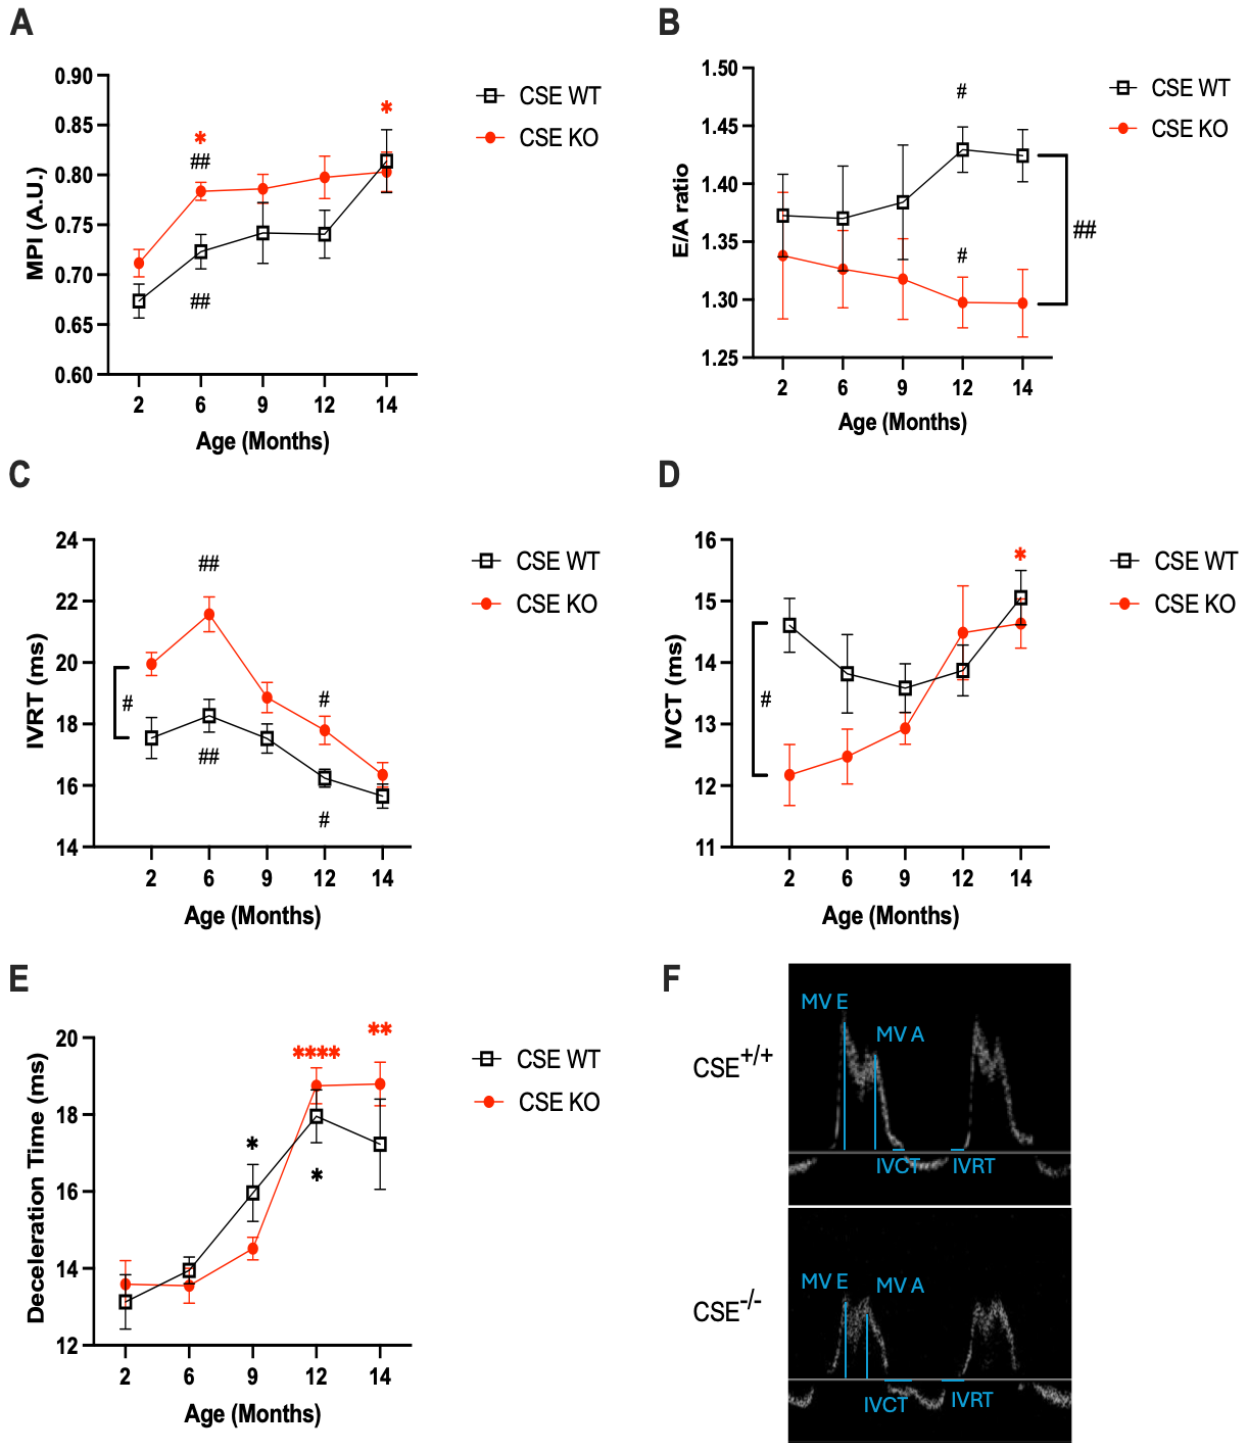 A
MPI (A.U.)
0.90
0.85
0.80
0.75
0.70
0.65
0.60
*
##
##
*
2 6 9 12 14
Age (Months)
CSE WT
CSE KO
B
E/A ratio
1.50
1.45
1.40
1.35
1.30
1.25
#
#
##
2 6 9 12 14
Age (Months)
CSE WT
CSE KO
C
IVRT (ms)
24
22
20
18
16
14
#
##
##
#
#
2 6 9 12 14
Age (Months)
CSE WT
CSE KO
D
IVCT (ms)
16
15
14
13
12
11
#
*
2 6 9 12 14
Age (Months)
CSE WT
CSE KO
E
Deceleration Time (ms)
20
18
16
14
12
*
****
*
**
2 6 9 12 14
Age (Months)
CSE WT
CSE KO
F
CSE+/+
MV E
MV A
IVCT IVRT
CSE-/-
MV E
MV A
IVCT IVRT